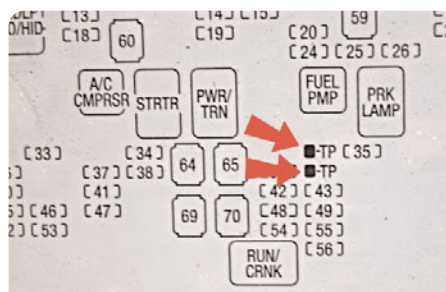 DLPT [13] [14] [15] 59
O/HID- [18] 60 [19] [20]
[24] [25] [26]
A/C CMPRSR STRTR PWR/TRN FUEL PMP PRK LAMP
[33] [34] 64 65 -TP [35]
[37] [38] -TP
[41] [42] [43]
[46] [47] 69 70 [48] [49]
[53] [54] [55]
RUN/CRNK [56]